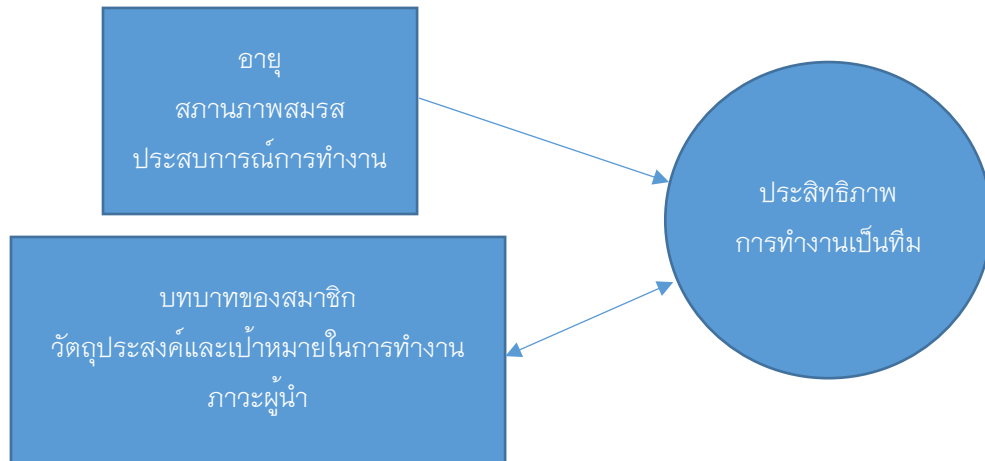 อายุ
สภานภาพสมรส
ประสบการณ์การทำงาน
ประสิทธิภาพ
การทำงานเป็นทีม
บทบาทของสมาชิก
วัตถุประสงค์และเป้าหมายในการทำงาน
ภาวะผู้นำ